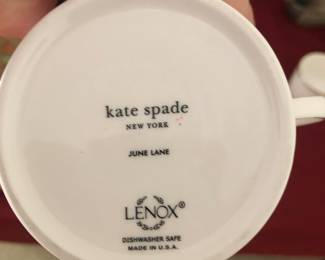 kate spade
NEW YORK
JUNE LANE
LENOX®
DISHWASHER SAFE
MADE IN U.S.A.